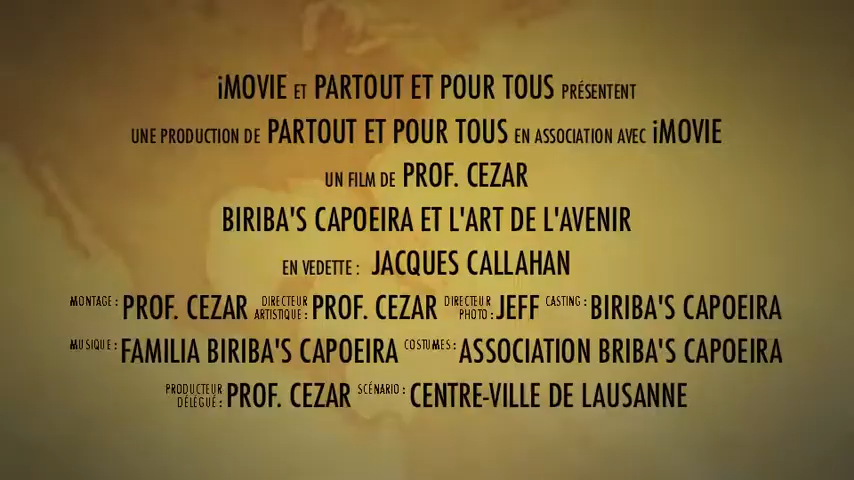 iMOVIE ET PARTOUT ET POUR TOUS PRÉSENTENT
UNE PRODUCTION DE PARTOUT ET POUR TOUS EN ASSOCIATION AVEC iMOVIE
UN FILM DE PROF. CEZAR
BIRIBA'S CAPOEIRA ET L'ART DE L'AVENIR
EN VEDETTE : JACQUES CALLAHAN
MONTAGE : PROF. CEZAR DIRECTEUR ARTISTIQUE : PROF. CEZAR DIRECTEUR PHOTO : JEFF CASTING : BIRIBA'S CAPOEIRA
MUSIQUE : FAMILIA BIRIBA'S CAPOEIRA COSTUMES : ASSOCIATION BRIBA'S CAPOEIRA
PRODUCTEUR DÉLÉGUÉ : PROF. CEZAR SCÉNARIO : CENTRE-VILLE DE LAUSANNE